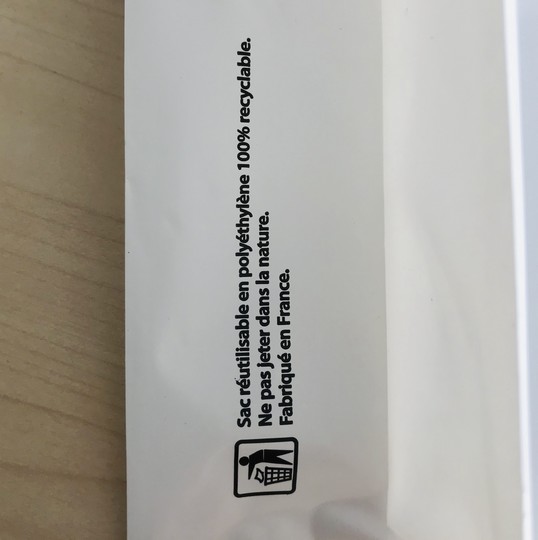 Sac réutilisable en polyéthylène 100% recyclable.
Ne pas jeter dans la nature.
Fabriqué en France.